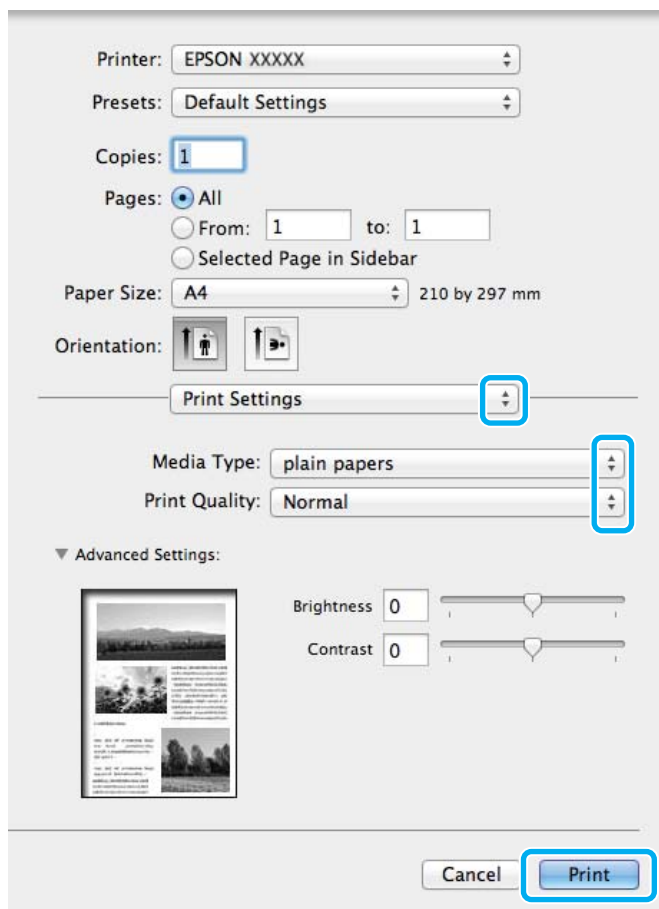 Printer: EPSON XXXXX
Presets: Default Settings
Copies: 1
Pages: All
From: 1 to: 1
Selected Page in Sidebar
Paper Size: A4 210 by 297 mm
Orientation:
Print Settings
Media Type: plain papers
Print Quality: Normal
Advanced Settings:
Brightness 0
Contrast 0
Cancel Print